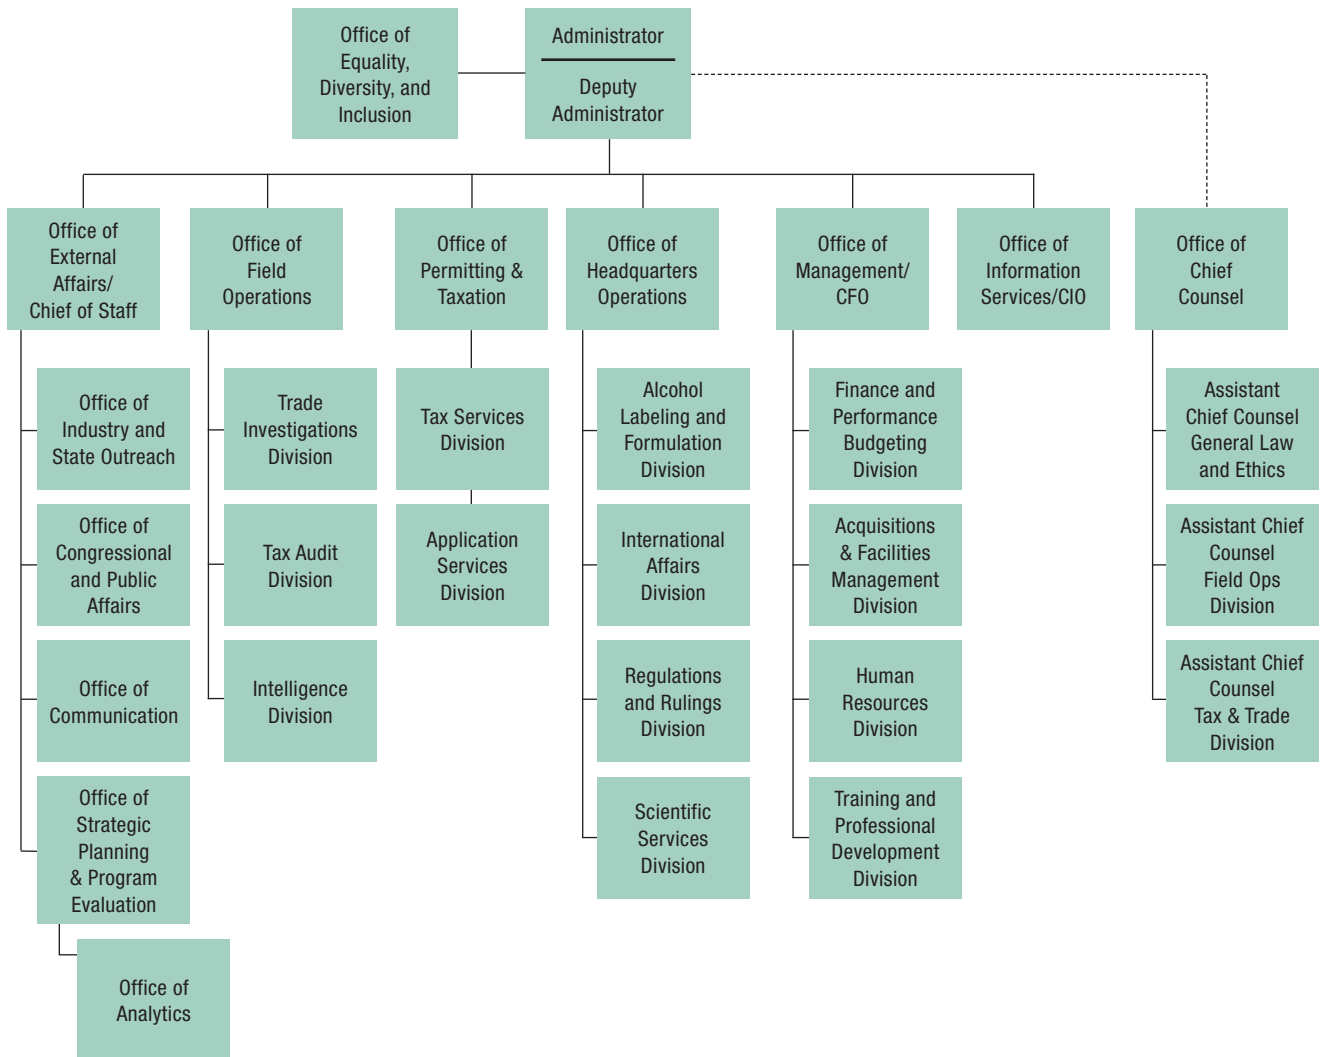 Office of
Equality,
Diversity, and
Inclusion
Administrator
Deputy
Administrator
Office of
External
Affairs/
Chief of Staff
Office of
Field
Operations
Office of
Permitting &
Taxation
Office of
Headquarters
Operations
Office of
Management/
CFO
Office of
Information
Services/CIO
Office of
Chief
Counsel
Office of
Industry and
State Outreach
Office of
Congressional
and Public
Affairs
Office of
Communication
Office of
Strategic
Planning
& Program
Evaluation
Office of
Analytics
Trade
Investigations
Division
Tax Audit
Division
Intelligence
Division
Tax Services
Division
Application
Services
Division
Alcohol
Labeling and
Formulation
Division
International
Affairs
Division
Regulations
and Rulings
Division
Scientific
Services
Division
Finance and
Performance
Budgeting
Division
Acquisitions
& Facilities
Management
Division
Human
Resources
Division
Training and
Professional
Development
Division
Assistant
Chief Counsel
General Law
and Ethics
Assistant Chief
Counsel
Field Ops
Division
Assistant Chief
Counsel
Tax & Trade
Division